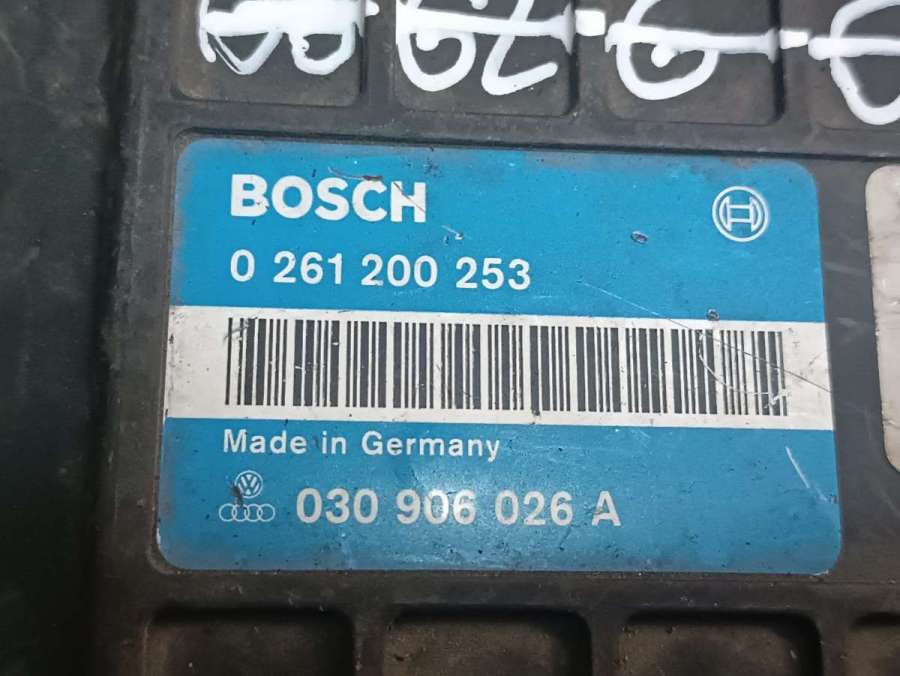 BOSCH
0 261 200 253
Made in Germany
030 906 026 A